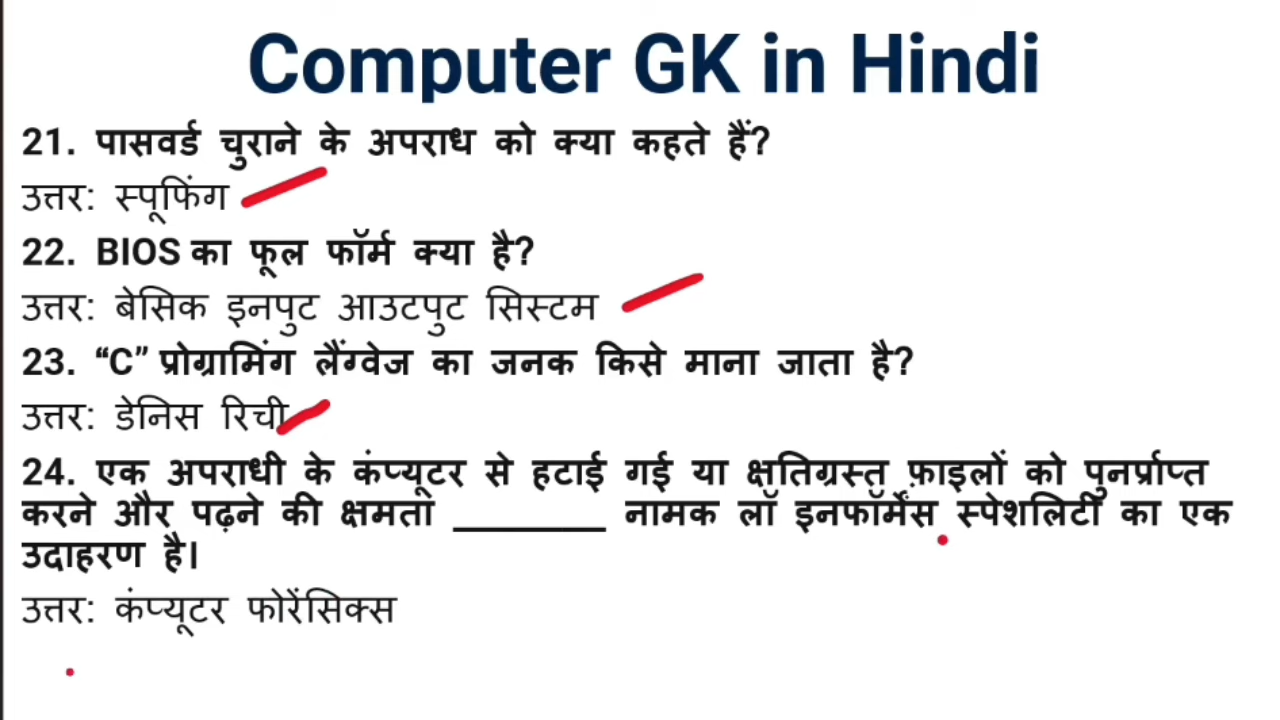 Computer GK in Hindi
21. पासवर्ड चुराने के अपराध को क्या कहते हैं?
उत्तर: स्पूफिंग
22. BIOS का फूल फॉर्म क्या है?
उत्तर: बेसिक इनपुट आउटपुट सिस्टम
23. “C” प्रोग्रामिंग लैंग्वेज का जनक किसे माना जाता है?
उत्तर: डेनिस रिची
24. एक अपराधी के कंप्यूटर से हटाई गई या क्षतिग्रस्त फ़ाइलों को पुनर्प्राप्त
करने और पढ़ने की क्षमता ________ नामक लॉ इनफॉर्मेंस स्पेशलिटी का एक
उदाहरण है।
उत्तर: कंप्यूटर फोरेंसिक्स